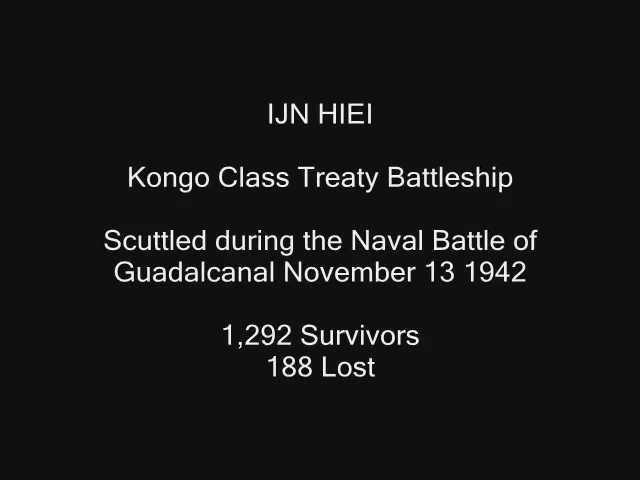 IJN HIEI
Kongo Class Treaty Battleship
Scuttled during the Naval Battle of
Guadalcanal November 13 1942
1,292 Survivors
188 Lost